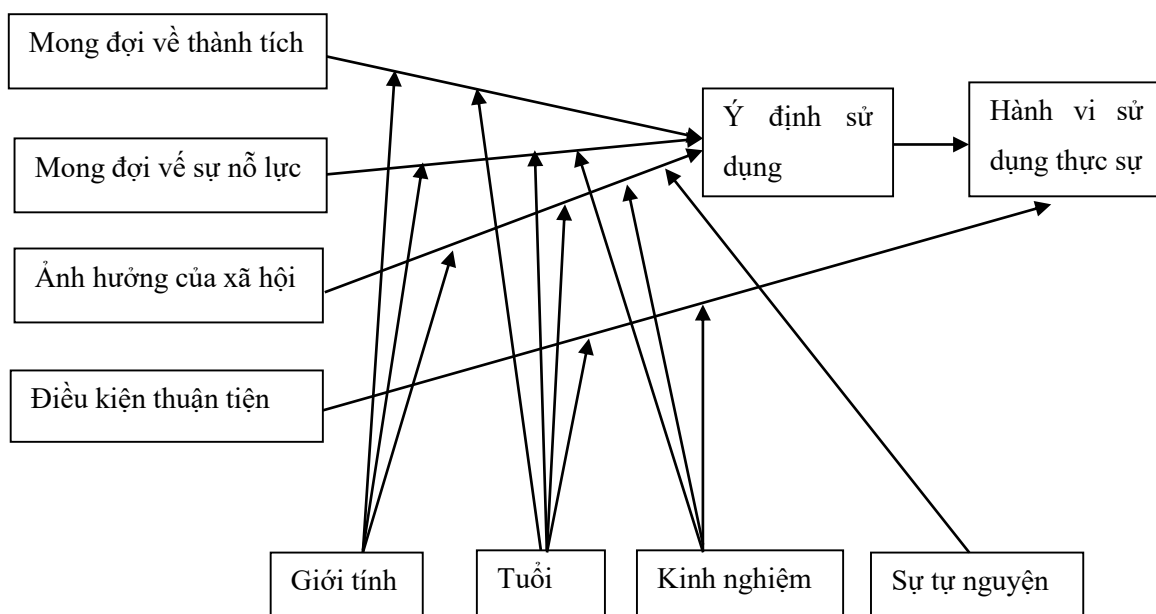 Mong đợi về thành tích
Mong đợi vế sự nỗ lực
Ảnh hưởng của xã hội
Điều kiện thuận tiện
Ý định sử
dụng
Hành vi sử
dụng thực sự
Giới tính
Tuổi
Kinh nghiệm
Sự tự nguyện